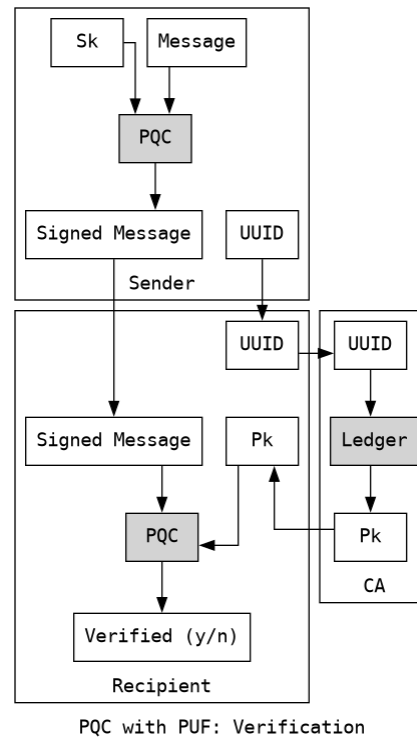 Sk
Message
PQC
Signed Message
UUID
Sender
UUID
UUID
Signed Message
Pk
Ledger
PQC
Pk
CA
Verified (y/n)
Recipient
PQC with PUF: Verification